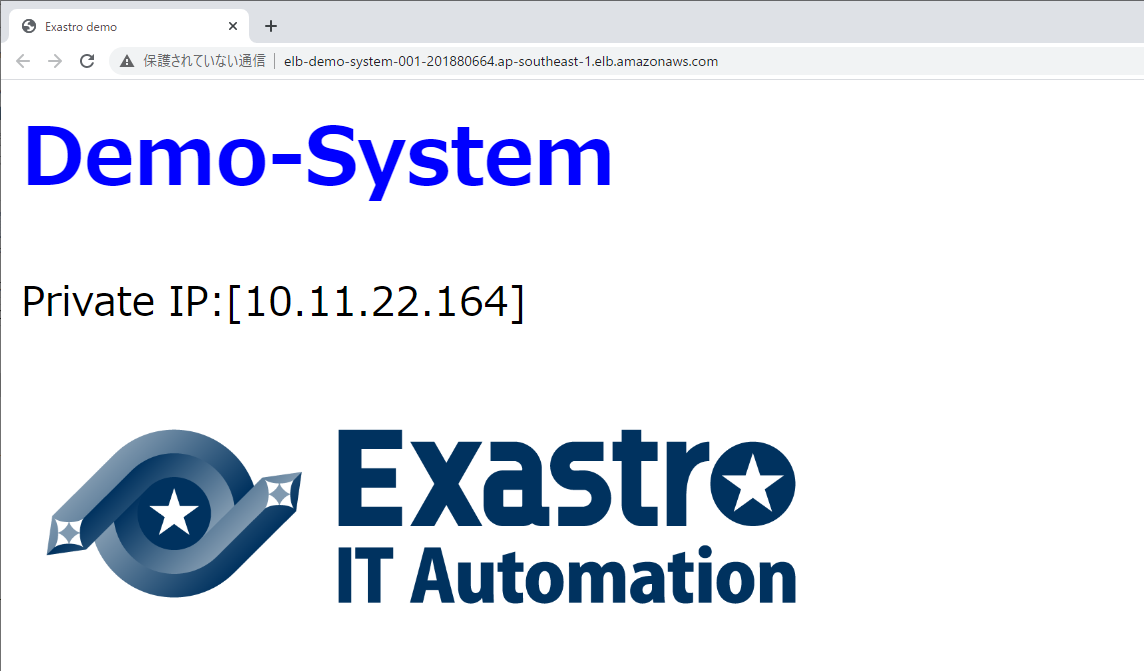 Exastro demo
保護されていない通信 elb-demo-system-001-201880664.ap-southeast-1.elb.amazonaws.com
Demo-System
Private IP:[10.11.22.164]
Exastro
IT Automation